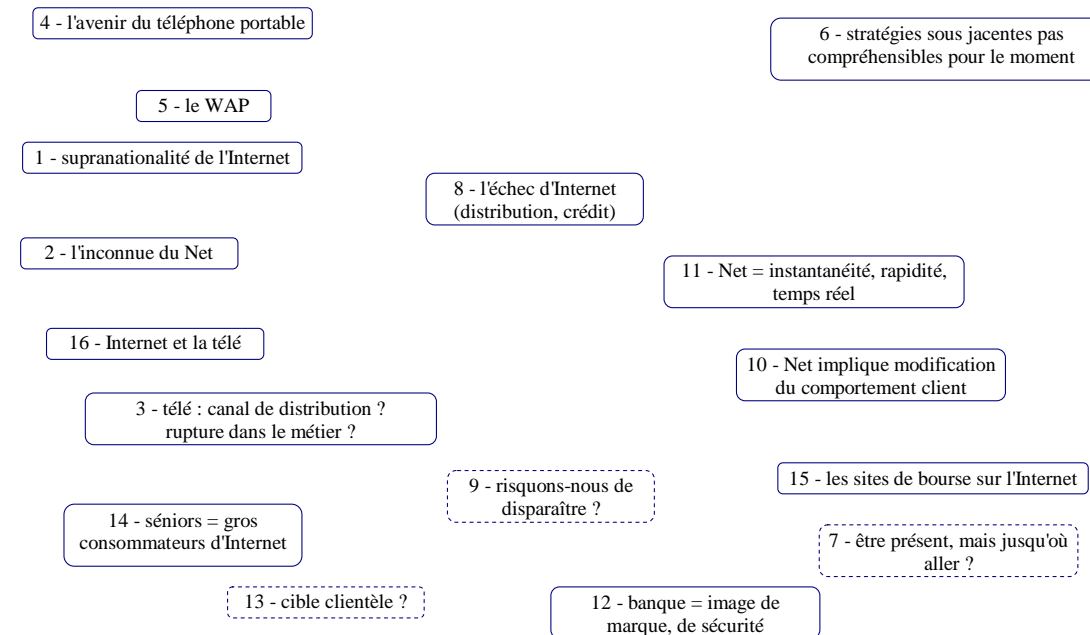 4 - l'avenir du téléphone portable
6 - stratégies sous jacentes pas
compréhensibles pour le moment
5 - le WAP
1 - supranationalité de l'Internet
8 - l'échec d'Internet
(distribution, crédit)
2 - l'inconnue du Net
11 - Net = instantanéité, rapidité,
temps réel
16 - Internet et la télé
10 - Net implique modification
du comportement client
3 - télé : canal de distribution ?
rupture dans le métier ?
9 - risquons-nous de
disparaître ?
15 - les sites de bourse sur l'Internet
14 - séniors = gros
consommateurs d'Internet
7 - être présent, mais jusqu'où
aller ?
13 - cible clientèle ?
12 - banque = image de
marque, de sécurité